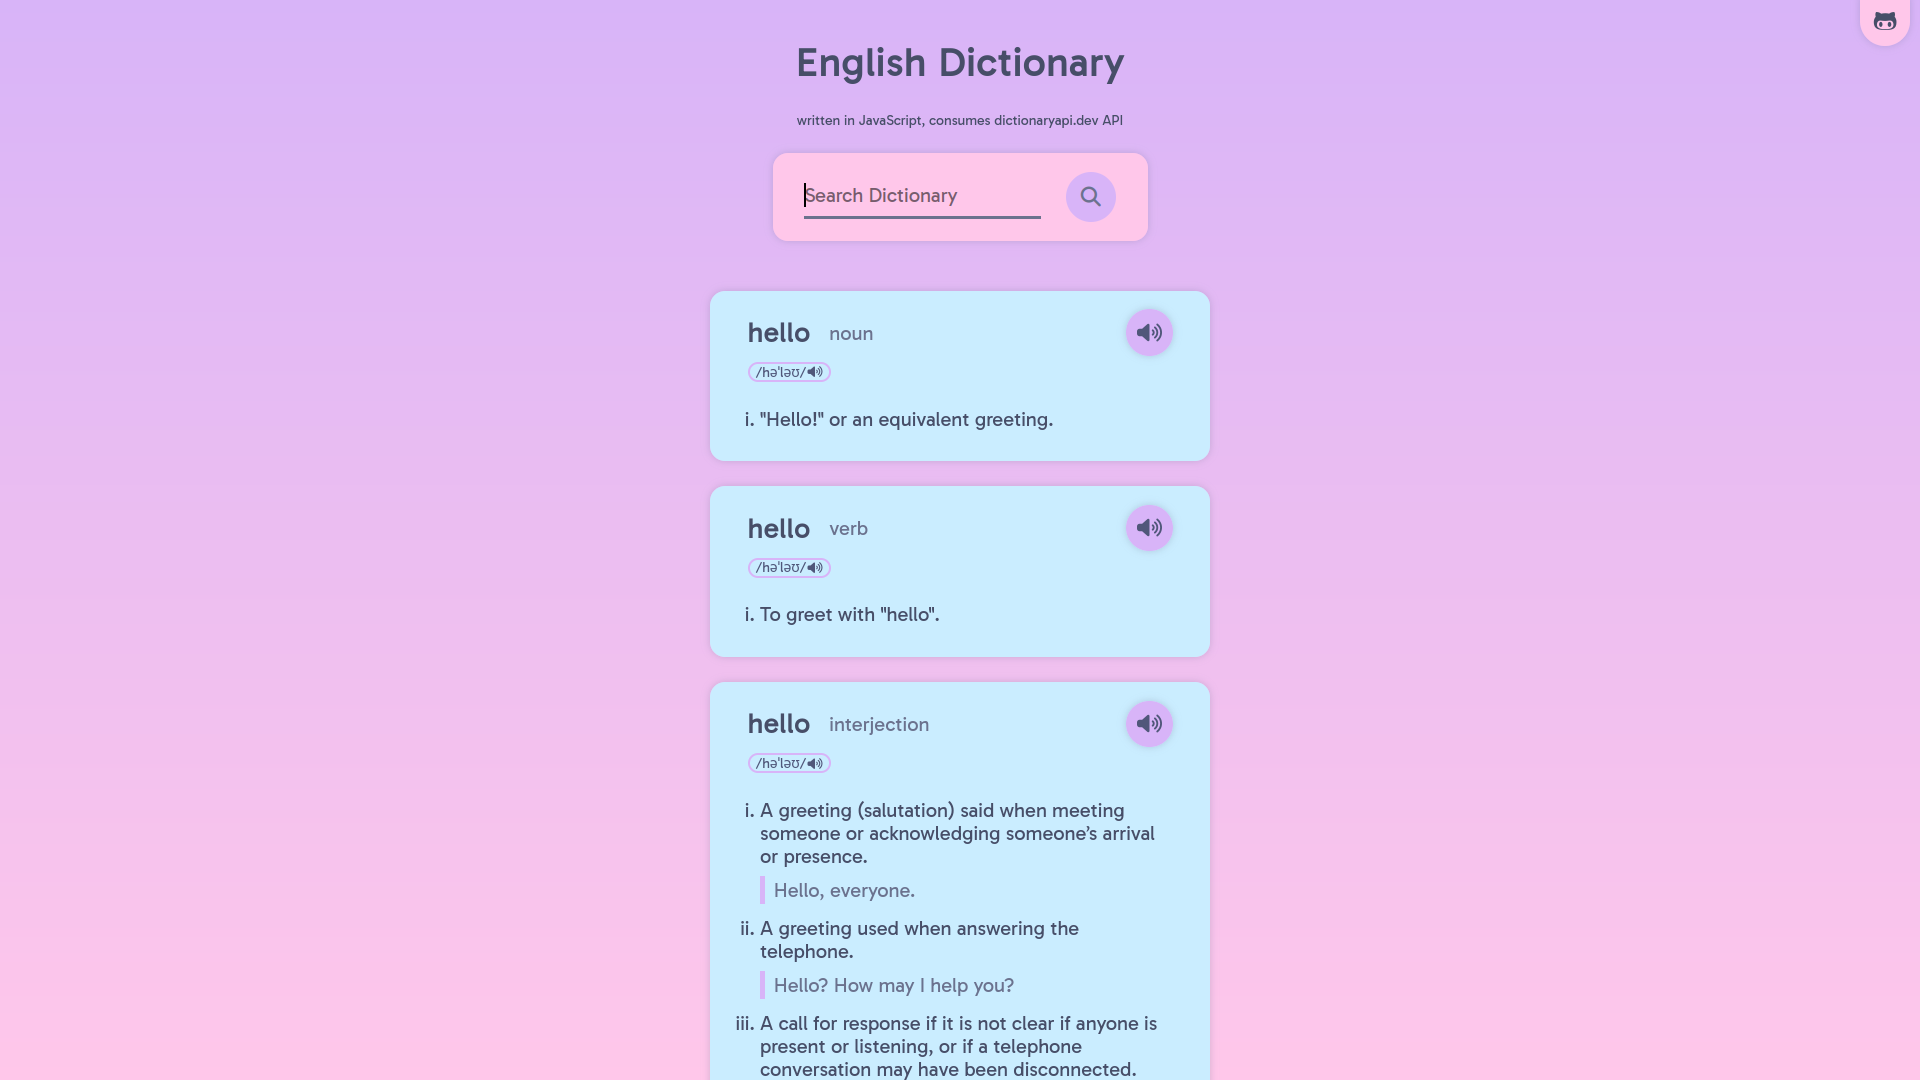 English Dictionary
written in JavaScript, consumes dictionaryapi.dev API
Search Dictionary
hello noun
/həˈləʊ/
i. "Hello!" or an equivalent greeting.
hello verb
/həˈləʊ/
i. To greet with "hello".
hello interjection
/həˈləʊ/
i. A greeting (salutation) said when meeting
someone or acknowledging someone’s arrival
or presence.
Hello, everyone.
ii. A greeting used when answering the
telephone.
Hello? How may I help you?
iii. A call for response if it is not clear if anyone is
present or listening, or if a telephone
conversation may have been disconnected.